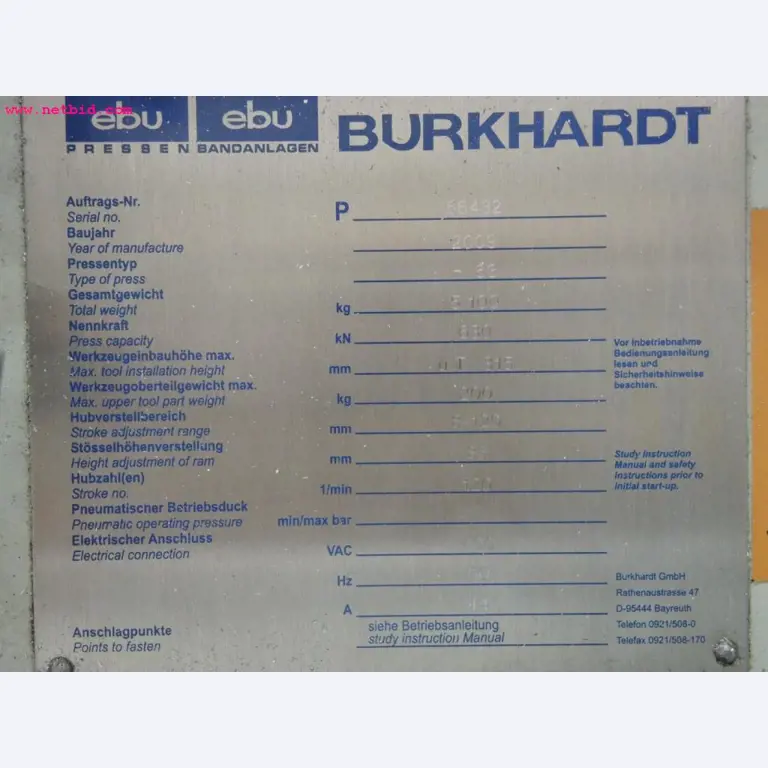 www.netbid.com
ebu ebu BURKHARDT
PRESSEN BANDANLAGEN
Auftrags-Nr.
Serial no. P
Baujahr
Year of manufacture
Pressentyp
Type of press
Gesamtgewicht
Total weight kg 5 100
Nennkraft
Press capacity kN
Werkzeugeinbauhöhe max.
Max. tool installation height mm
Werkzeugoberteilgewicht max.
Max. upper tool part weight kg 200
Hubverstellbereich
Stroke adjustment range mm
Stösselhöhenverstellung
Height adjustment of ram mm
Hubzahl(en)
Stroke no. 1/min
Pneumatischer Betriebsduck
Pneumatic operating pressure min/max bar
Elektrischer Anschluss
Electrical connection VAC
Hz
A
Anschlagpunkte
Points to fasten
siehe Betriebsanleitung
study instruction Manual
Vor Inbetriebnahme
Bedienungsanleitung
lesen und
Sicherheitshinweise
beachten.
Study Instruction
Manual and safety
instructions prior to
initial start-up.
Burkhardt GmbH
Rathenaustrasse 47
D-95444 Bayreuth
Telefon 0921/508-0
Telefax 0921/508-170